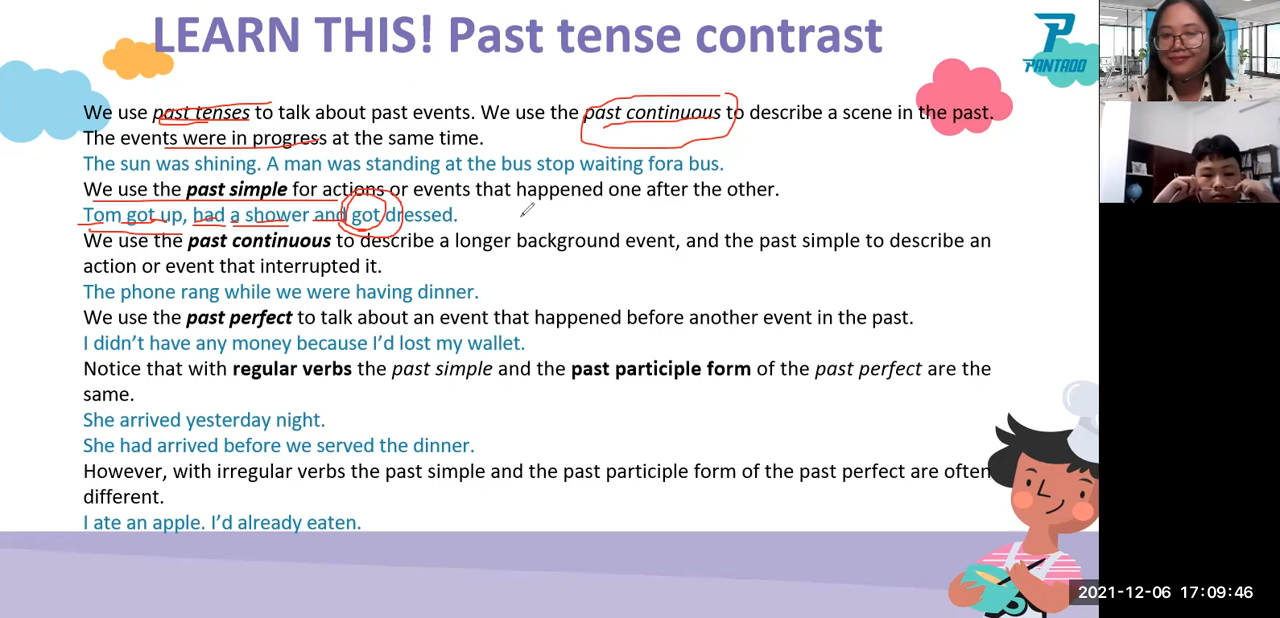 LEARN THIS! Past tense contrast
PANTADO
We use past tenses to talk about past events. We use the past continuous to describe a scene in the past.
The events were in progress at the same time.
The sun was shining. A man was standing at the bus stop waiting fora bus.
We use the past simple for actions or events that happened one after the other.
Tom got up, had a shower and got dressed.
We use the past continuous to describe a longer background event, and the past simple to describe an
action or event that interrupted it.
The phone rang while we were having dinner.
We use the past perfect to talk about an event that happened before another event in the past.
I didn’t have any money because I’d lost my wallet.
Notice that with regular verbs the past simple and the past participle form of the past perfect are the
same.
She arrived yesterday night.
She had arrived before we served the dinner.
However, with irregular verbs the past simple and the past participle form of the past perfect are often
different.
I ate an apple. I’d already eaten.
2021-12-06 17:09:46